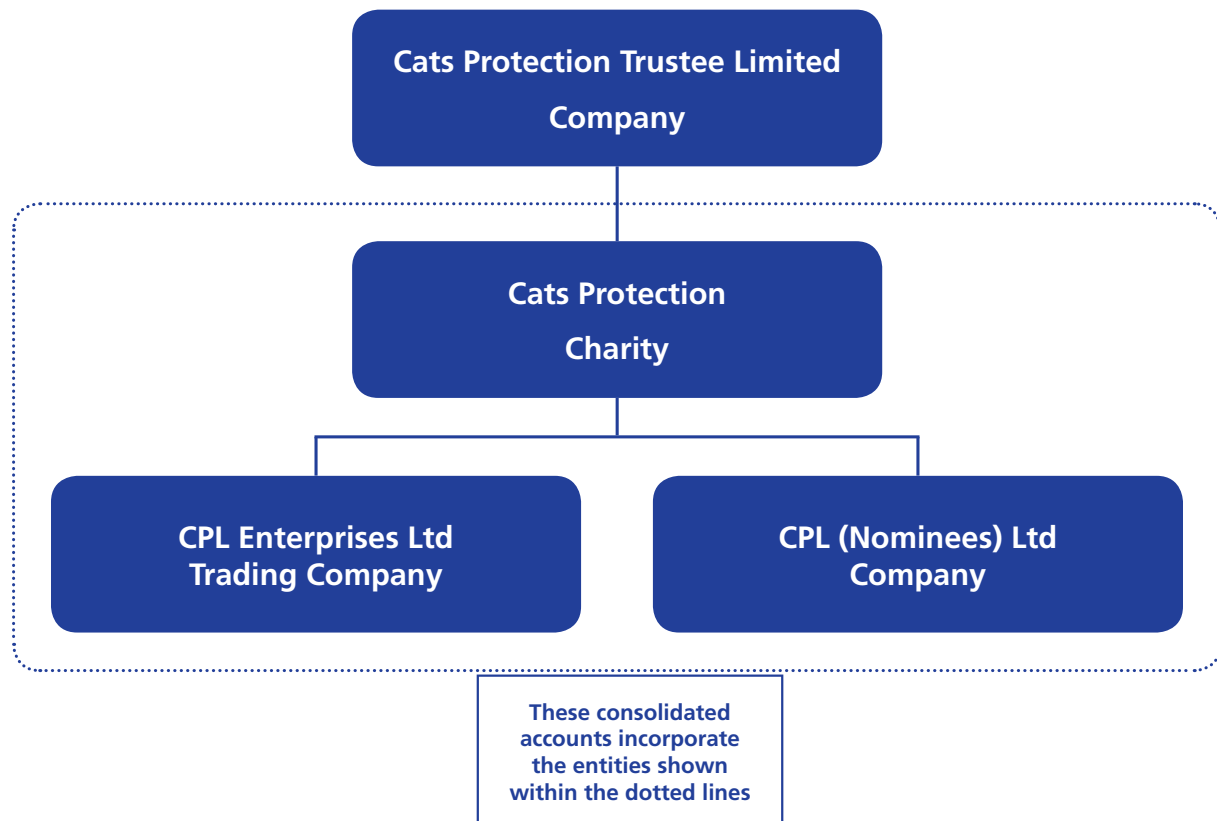 Cats Protection Trustee Limited
Company
Cats Protection
Charity
CPL Enterprises Ltd
Trading Company
CPL (Nominees) Ltd
Company
These consolidated
accounts incorporate
the entities shown
within the dotted lines